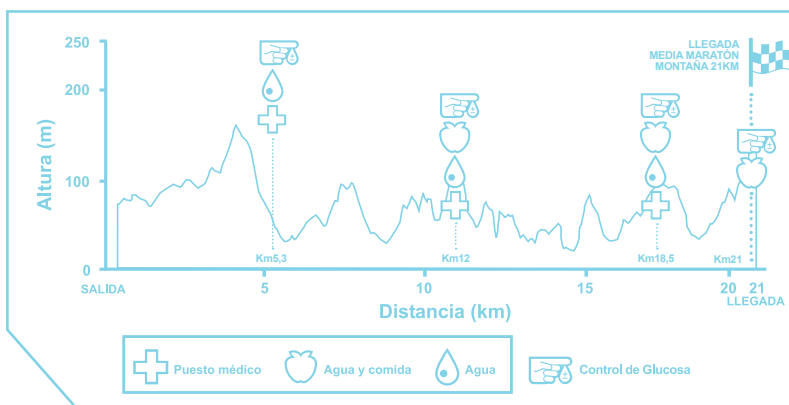 250
200
100
100
0
Altura (m)
LLEGADA
MEDIA MARATÓN
MONTAÑA 21KM
Km5,3
Km12
Km18,5
Km21
SALIDA
5
10
15
20
21
LLEGADA
Distancia (km)
Puesto médico
Agua y comida
Agua
Control de Glucosa